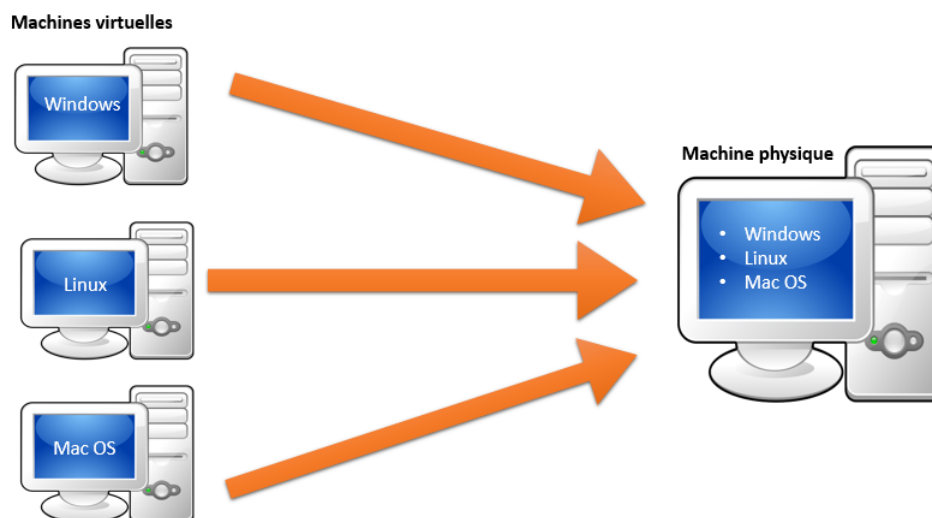 Machines virtuelles
Windows
Linux
Mac OS
Machine physique
• Windows
• Linux
• Mac OS